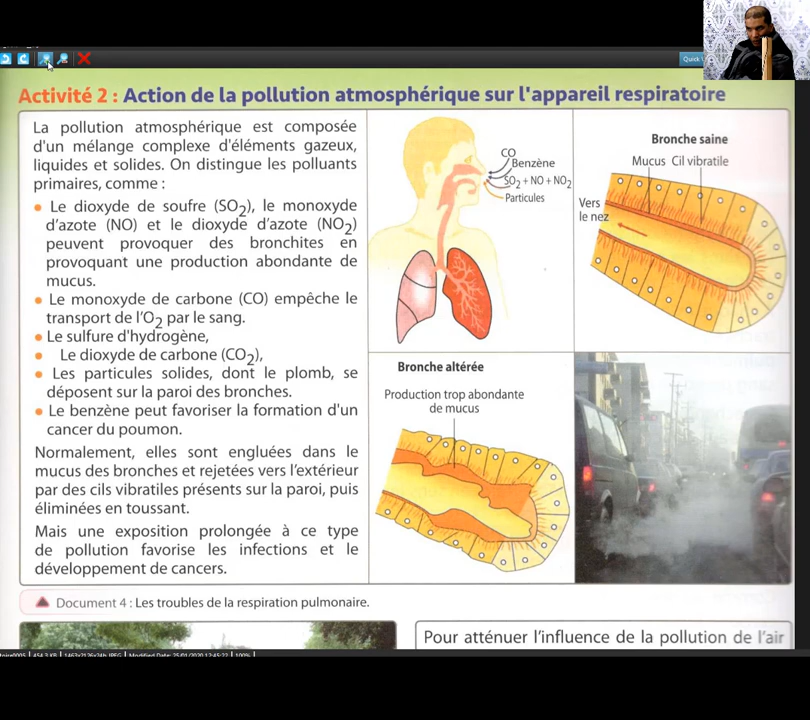 Quick
Activité 2 : Action de la pollution atmosphérique sur l'appareil respiratoire
La pollution atmosphérique est composée
d'un mélange complexe d'éléments gazeux,
liquides et solides. On distingue les polluants
primaires, comme :
• Le dioxyde de soufre (SO2), le monoxyde
d'azote (NO) et le dioxyde d'azote (NO2)
peuvent provoquer des bronchites en
provoquant une production abondante de
mucus.
• Le monoxyde de carbone (CO) empêche le
transport de l'O2 par le sang.
• Le sulfure d'hydrogène,
• Le dioxyde de carbone (CO2),
• Les particules solides, dont le plomb, se
déposent sur la paroi des bronches.
• Le benzène peut favoriser la formation d'un
cancer du poumon.
Normalement, elles sont engluées dans le
mucus des bronches et rejetées vers l'extérieur
par des cils vibratiles présents sur la paroi, puis
éliminées en toussant.
Mais une exposition prolongée à ce type
de pollution favorise les infections et le
développement de cancers.
CO
Benzène
SO2 + NO + NO2
Particules
Bronche saine
Mucus Cil vibratile
Vers
le nez
Bronche altérée
Production trop abondante
de mucus
Document 4 : Les troubles de la respiration pulmonaire.
Pour atténuer l'influence de la pollution de l'air